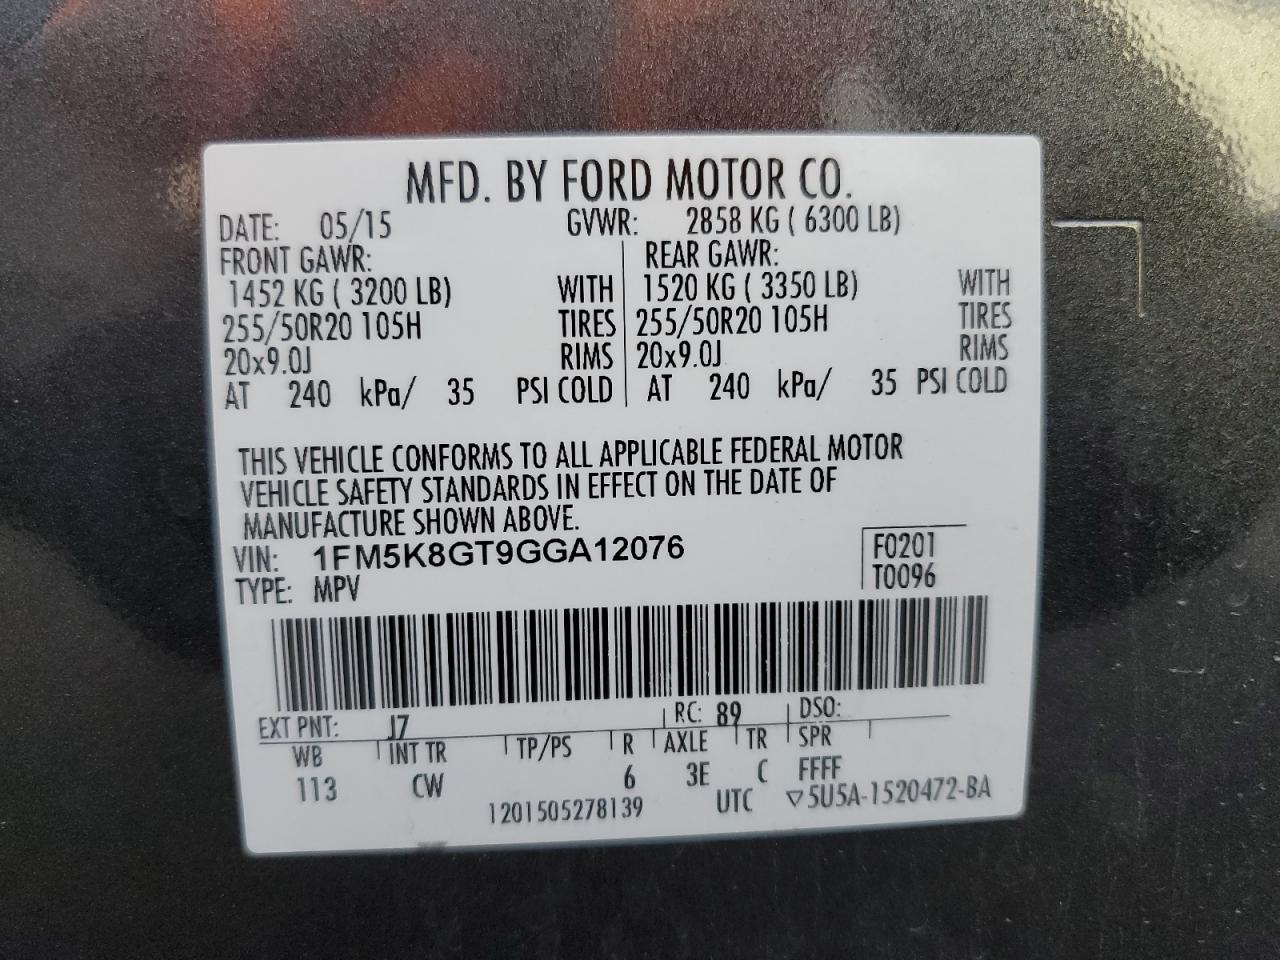 MFD. BY FORD MOTOR CO.
DATE: 05/15 GVWR: 2858 KG ( 6300 LB)
FRONT GAWR: REAR GAWR:
1452 KG ( 3200 LB) WITH 1520 KG ( 3350 LB) WITH
255/50R20 105H TIRES 255/50R20 105H TIRES
20x9.0J RIMS 20x9.0J RIMS
AT 240 kPa/ 35 PSI COLD AT 240 kPa/ 35 PSI COLD
THIS VEHICLE CONFORMS TO ALL APPLICABLE FEDERAL MOTOR
VEHICLE SAFETY STANDARDS IN EFFECT ON THE DATE OF
MANUFACTURE SHOWN ABOVE.
VIN: 1FM5K8GT9GGA12076 F0201
TYPE: MPV T0096
EXT PNT: J7 RC: 89 DSO:
WB INT TR TP/PS R AXLE TR SPR
113 CW 6 3E C FFFF
1201505278139 UTC ▽5U5A-1520472-BA